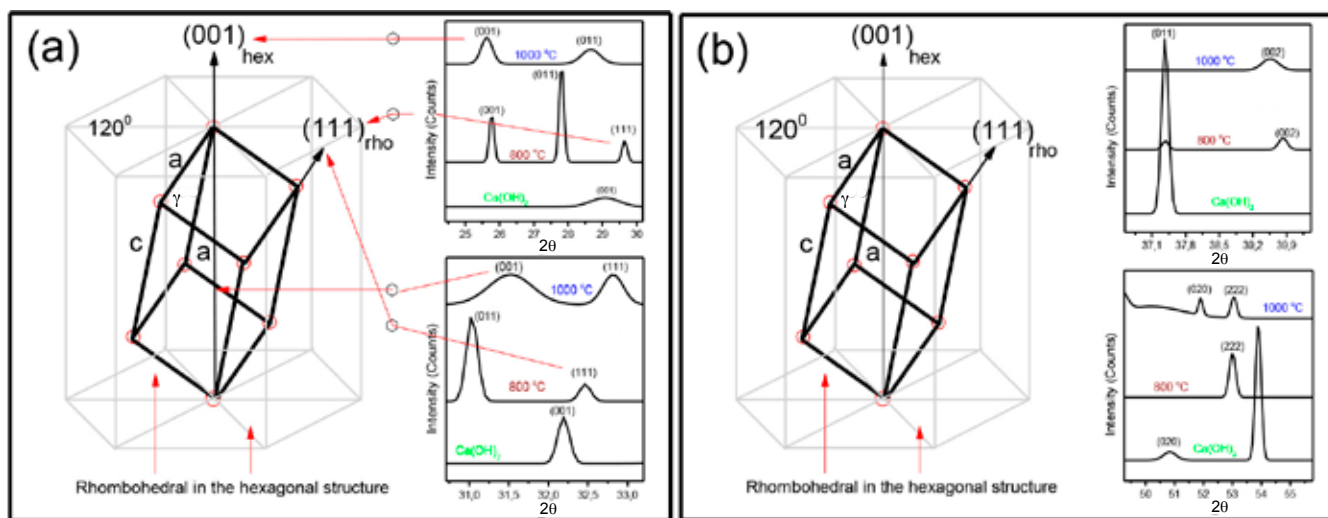 (a)
(001)hex
120⁰
(111)rho
a
γ
c
a
Rhombohedral in the hexagonal structure
Intensity (Counts)
(001)
(011)
1000 °C
(011)
(001)
(111)
800 °C
(001)
Ca(OH)₂
25 26 27 28 29 30
2θ
Intensity (Counts)
(001)
(111)
1000 °C
(011)
800 °C
(111)
(001)
Ca(OH)₂
31,0 31,5 32,0 32,5 33,0
2θ
(b)
(001)hex
120⁰
(111)rho
a
γ
c
a
Rhombohedral in the hexagonal structure
Intensity (Counts)
(011)
1000 °C
(002)
800 °C
(002)
Ca(OH)₂
37,1 37,8 38,5 39,2 39,9
2θ
Intensity (Counts)
(020)
(222)
1000 °C
(222)
800 °C
(020)
Ca(OH)₂
50 51 52 53 54 55
2θ